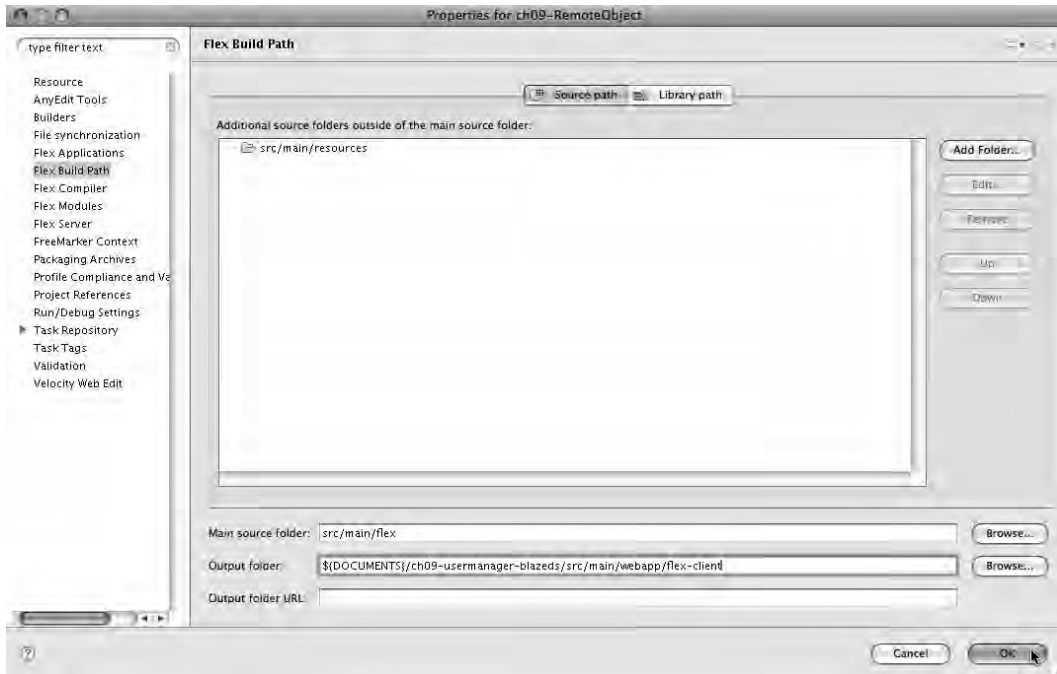 Properties for ch09-RemoteObject
type filter text
Flex Build Path
Resource
AnyEdit Tools
Builders
File synchronization
Flex Applications
Flex Build Path
Flex Compiler
Flex Modules
Flex Server
FreeMarker Context
Packaging Archives
Profile Compliance and Va
Project References
Run/Debug Settings
Task Repository
Task Tags
Validation
Velocity Web Edit
Source path
Library path
Additional source folders outside of the main source folder:
src/main/resources
Add Folder...
Edit...
Remove
Up
Down
Main source folder: src/main/flex
Browse...
Output folder: ${DOCUMENTS}/ch09-usermanager-blazeds/src/main/webapp/flex-client
Browse...
Output folder URL:
?
Cancel
OK